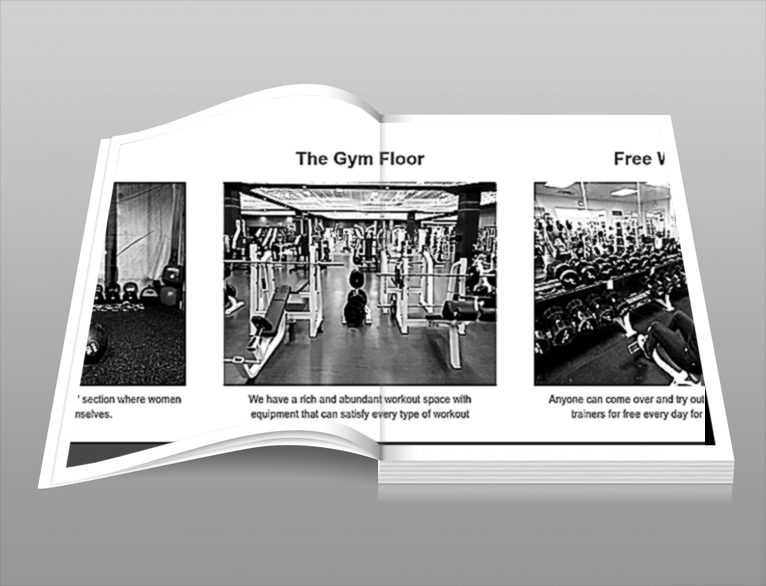 The Gym Floor
Free W
' section where women
nselves.
We have a rich and abundant workout space with
equipment that can satisfy every type of workout
Anyone can come over and try out
trainers for free every day for